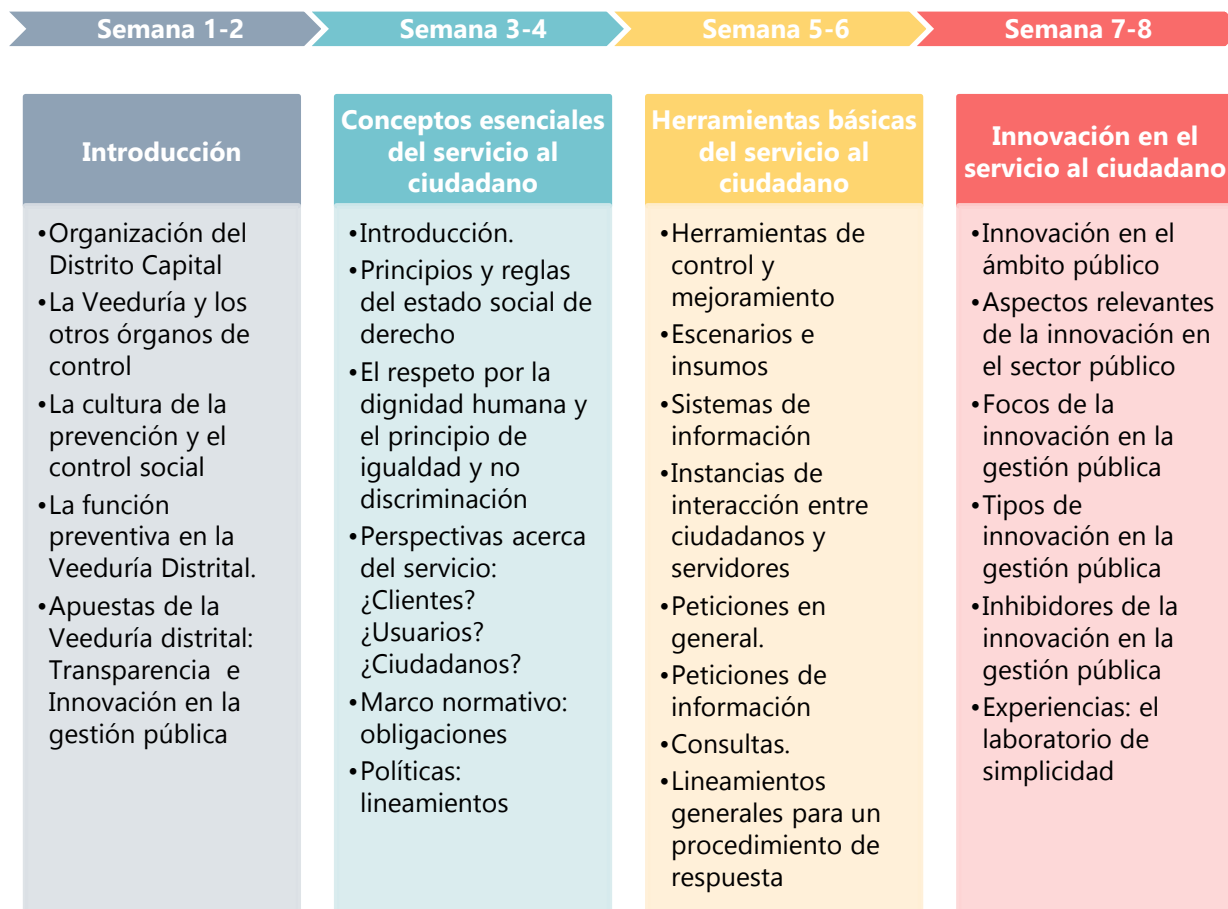 Semana 1-2
Semana 3-4
Semana 5-6
Semana 7-8
Introducción
•Organización del
Distrito Capital
•La Veeduría y los
otros órganos de
control
•La cultura de la
prevención y el
control social
•La función
preventiva en la
Veeduría Distrital.
•Apuestas de la
Veeduría distrital:
Transparencia e
Innovación en la
gestión pública
Conceptos esenciales
del servicio al
ciudadano
•Introducción.
•Principios y reglas
del estado social de
derecho
•El respeto por la
dignidad humana y
el principio de
igualdad y no
discriminación
•Perspectivas acerca
del servicio:
¿Clientes?
¿Usuarios?
¿Ciudadanos?
•Marco normativo:
obligaciones
•Políticas:
lineamientos
Herramientas básicas
del servicio al
ciudadano
•Herramientas de
control y
mejoramiento
•Escenarios e
insumos
•Sistemas de
información
•Instancias de
interacción entre
ciudadanos y
servidores
•Peticiones en
general.
•Peticiones de
información
•Consultas.
•Lineamientos
generales para un
procedimiento de
respuesta
Innovación en el
servicio al ciudadano
•Innovación en el
ámbito público
•Aspectos relevantes
de la innovación en
el sector público
•Focos de la
innovación en la
gestión pública
•Tipos de
innovación en la
gestión pública
•Inhibidores de la
innovación en la
gestión pública
•Experiencias: el
laboratorio de
simplicidad